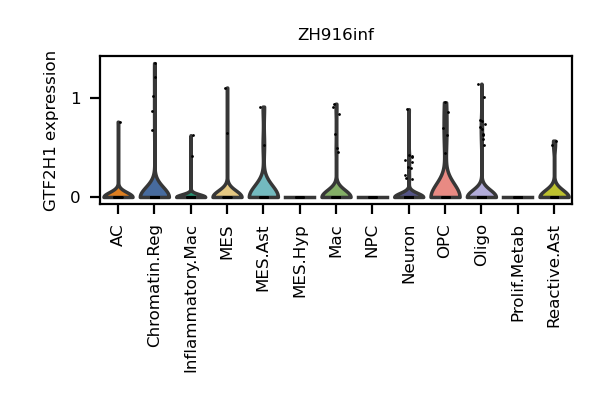 ZH916inf
GTF2H1 expression
1
0
AC
Chromatin.Reg
Inflammatory.Mac
MES
MES.Ast
MES.Hyp
Mac
NPC
Neuron
OPC
Oligo
Prolif.Metab
Reactive.Ast